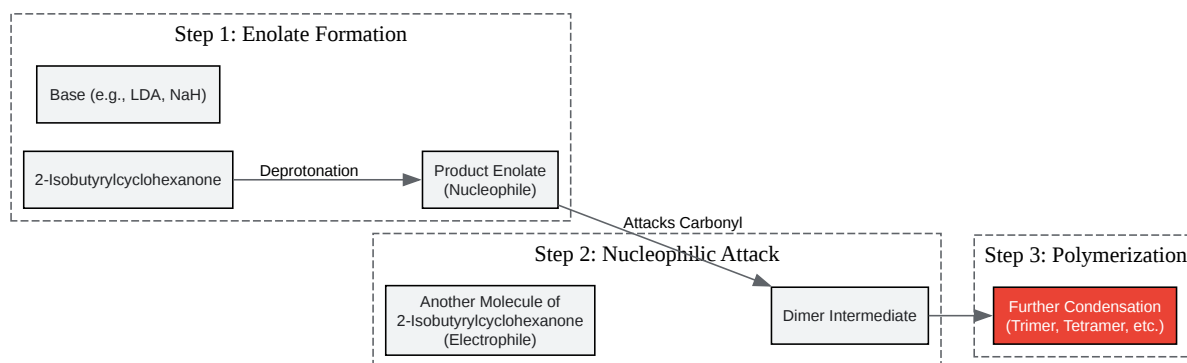 Step 1: Enolate Formation
Base (e.g., LDA, NaH)
2-Isobutyrylcyclohexanone
Deprotonation
Product Enolate
(Nucleophile)
Attacks Carbonyl
Step 2: Nucleophilic Attack
Another Molecule of
2-Isobutyrylcyclohexanone
(Electrophile)
Dimer Intermediate
Step 3: Polymerization
Further Condensation
(Trimer, Tetramer, etc.)